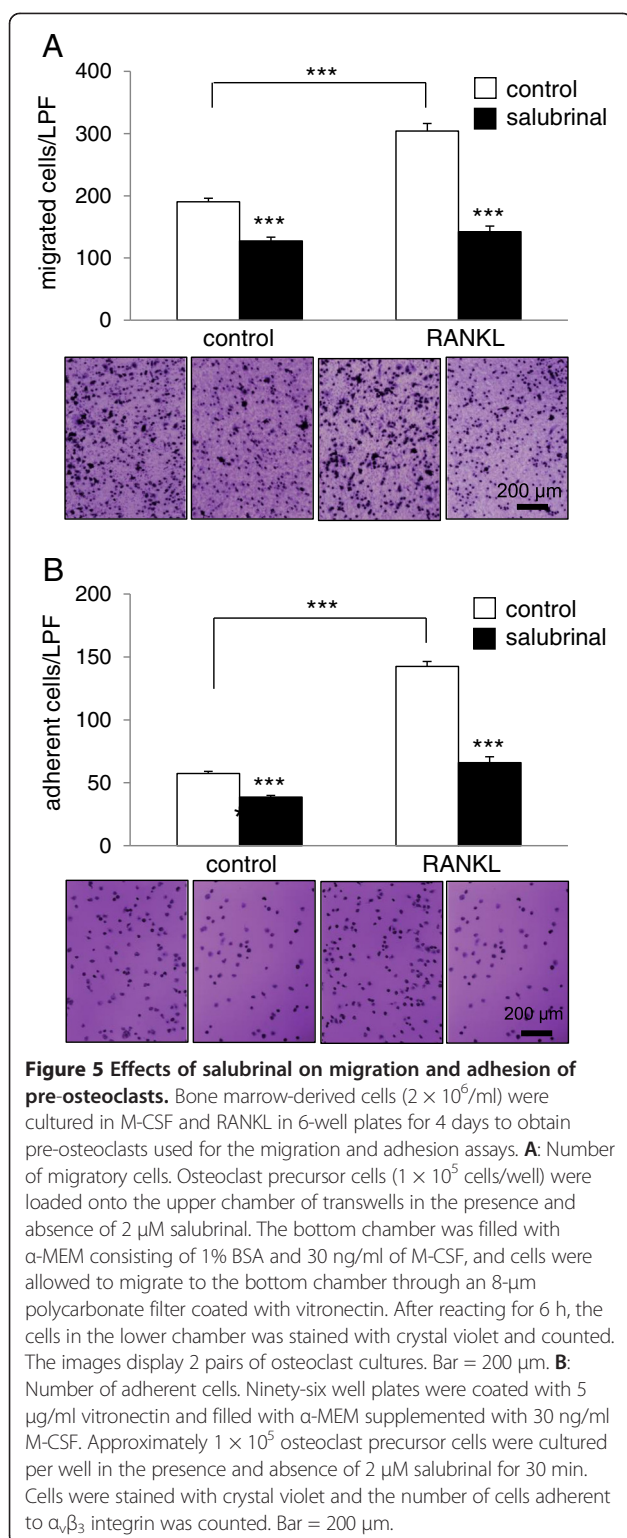 A
400
300
200
100
0
migrated cells/LPF
***
control
salubrinal
***
***
control
RANKL
200 µm
B
200
150
100
50
0
adherent cells/LPF
***
control
salubrinal
***
***
*
control
RANKL
200 µm
Figure 5 Effects of salubrinal on migration and adhesion of
pre-osteoclasts. Bone marrow-derived cells (2 × 10⁶/ml) were
cultured in M-CSF and RANKL in 6-well plates for 4 days to obtain
pre-osteoclasts used for the migration and adhesion assays. A: Number
of migratory cells. Osteoclast precursor cells (1 × 10⁵ cells/well) were
loaded onto the upper chamber of transwells in the presence and
absence of 2 µM salubrinal. The bottom chamber was filled with
α-MEM consisting of 1% BSA and 30 ng/ml of M-CSF, and cells were
allowed to migrate to the bottom chamber through an 8-µm
polycarbonate filter coated with vitronectin. After reacting for 6 h, the
cells in the lower chamber was stained with crystal violet and counted.
The images display 2 pairs of osteoclast cultures. Bar = 200 µm. B:
Number of adherent cells. Ninety-six well plates were coated with 5
µg/ml vitronectin and filled with α-MEM supplemented with 30 ng/ml
M-CSF. Approximately 1 × 10⁵ osteoclast precursor cells were cultured
per well in the presence and absence of 2 µM salubrinal for 30 min.
Cells were stained with crystal violet and the number of cells adherent
to αᵥβ₃ integrin was counted. Bar = 200 µm.